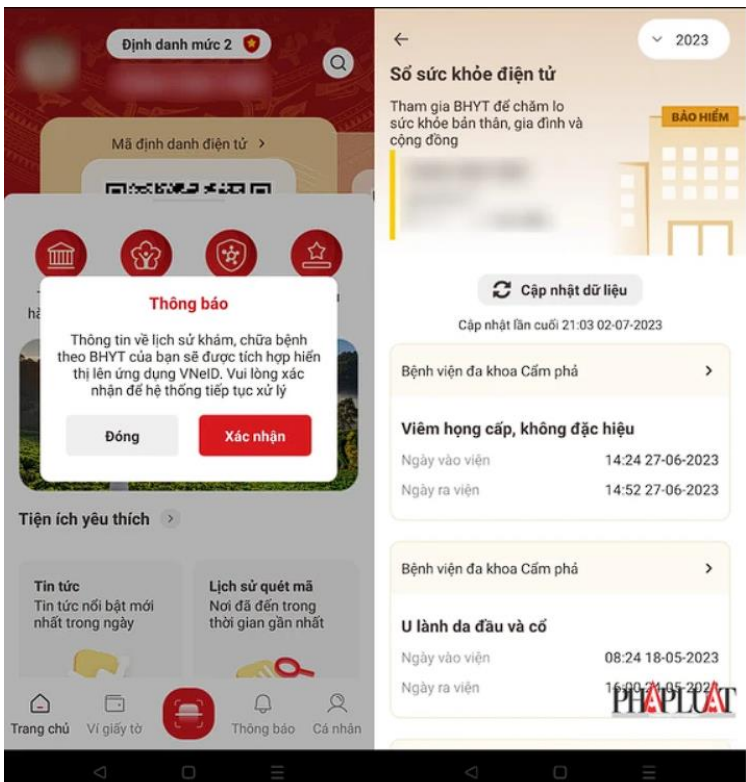 Định danh mức 2
Mã định danh điện tử >
Thông báo
Thông tin về lịch sử khám, chữa bệnh
theo BHYT của bạn sẽ được tích hợp hiển
thị lên ứng dụng VNeID. Vui lòng xác
nhận để hệ thống tiếp tục xử lý
Đóng
Xác nhận
Tiện ích yêu thích >
Tin tức
Tin tức nổi bật mới
nhất trong ngày
Lịch sử quét mã
Nơi đã đến trong
thời gian gần nhất
Trang chủ
Ví giấy tờ
Thông báo
Cá nhân
2023
Sổ sức khỏe điện tử
Tham gia BHYT để chăm lo
sức khỏe bản thân, gia đình và
cộng đồng
BẢO HIỂM
Cập nhật dữ liệu
Cập nhật lần cuối 21:03 02-07-2023
Bệnh viện đa khoa Cẩm phả >
Viêm họng cấp, không đặc hiệu
Ngày vào viện 14:24 27-06-2023
Ngày ra viện 14:52 27-06-2023
Bệnh viện đa khoa Cẩm phả >
U lành da đầu và cổ
Ngày vào viện 08:24 18-05-2023
Ngày ra viện
PHÁPLUẬT